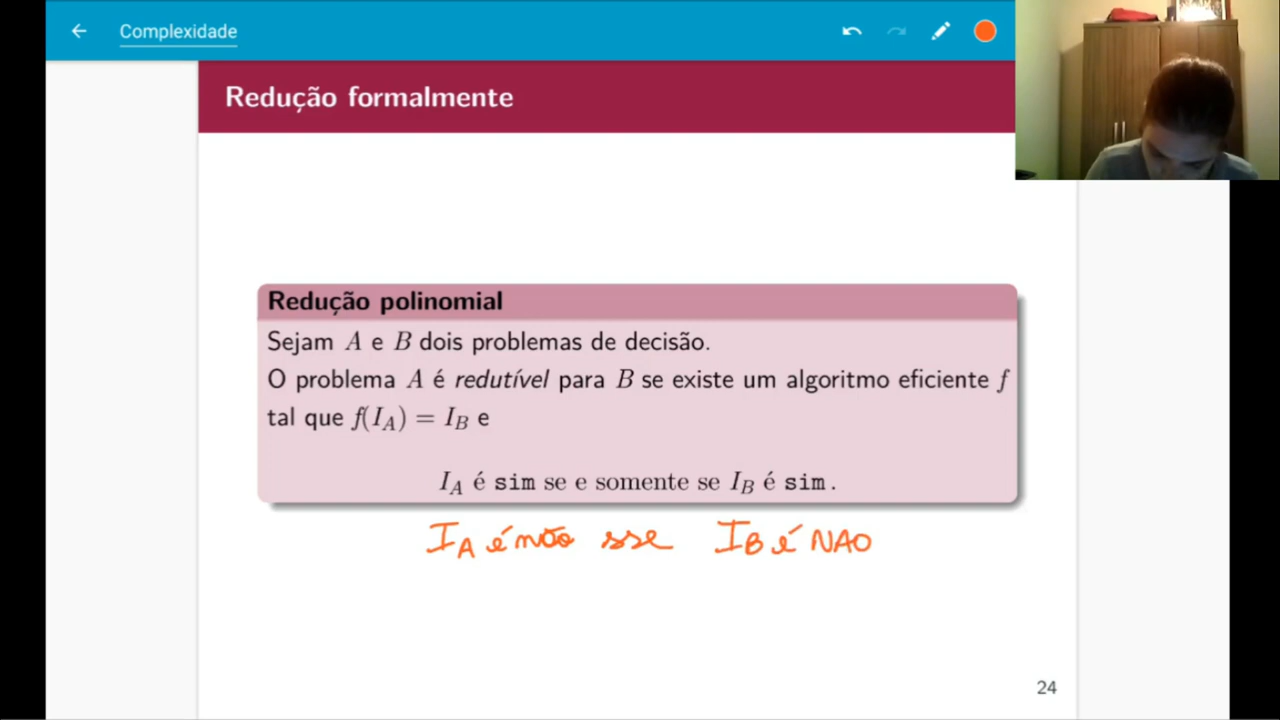 Complexidade
Redução formalmente
Redução polinomial
Sejam A e B dois problemas de decisão.
O problema A é redutível para B se existe um algoritmo eficiente f
tal que f(I_A) = I_B e
I_A é sim se e somente se I_B é sim.
I_A é não sse I_B é NAO
24